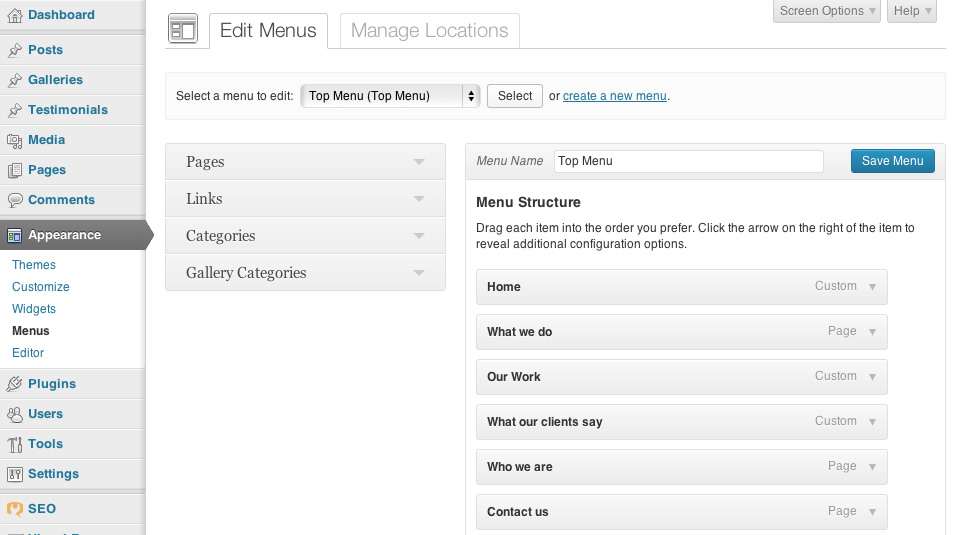 Dashboard
Posts
Galleries
Testimonials
Media
Pages
Comments
Appearance
Themes
Customize
Widgets
Menus
Editor
Plugins
Users
Tools
Settings
SEO
Screen Options
Help
Edit Menus
Manage Locations
Select a menu to edit: Top Menu (Top Menu) Select or create a new menu.
Pages
Links
Categories
Gallery Categories
Menu Name Top Menu Save Menu
Menu Structure
Drag each item into the order you prefer. Click the arrow on the right of the item to
reveal additional configuration options.
Home Custom
What we do Page
Our Work Custom
What our clients say Custom
Who we are Page
Contact us Page